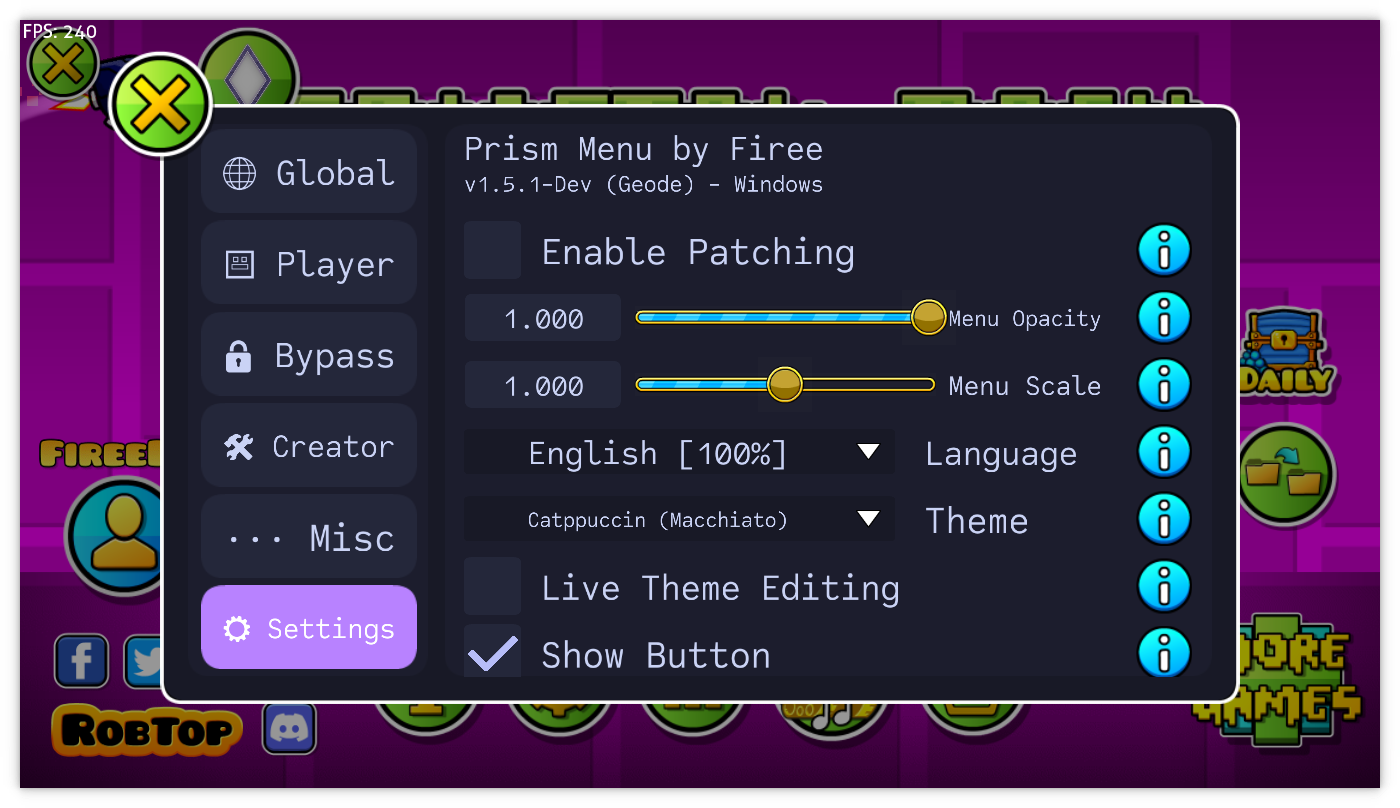 FPS: 240
Prism Menu by Firee
v1.5.1-Dev (Geode) - Windows
Global
Player
Bypass
Creator
··· Misc
Settings
Enable Patching
1.000 Menu Opacity
1.000 Menu Scale
English [100%] Language
Catppuccin (Macchiato) Theme
Live Theme Editing
Show Button
DAILY
ROBTOP
GAMES